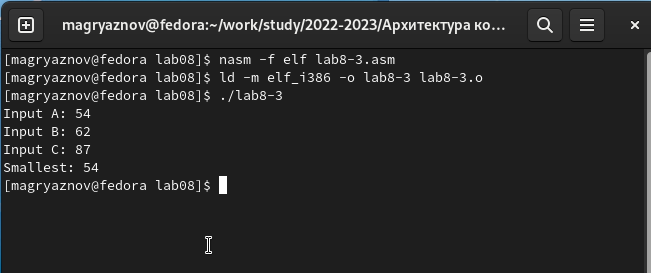 magryaznov@fedora:~/work/study/2022-2023/Архитектура ко...
[magryaznov@fedora lab08]$ nasm -f elf lab8-3.asm
[magryaznov@fedora lab08]$ ld -m elf_i386 -o lab8-3 lab8-3.o
[magryaznov@fedora lab08]$ ./lab8-3
Input A: 54
Input B: 62
Input C: 87
Smallest: 54
[magryaznov@fedora lab08]$